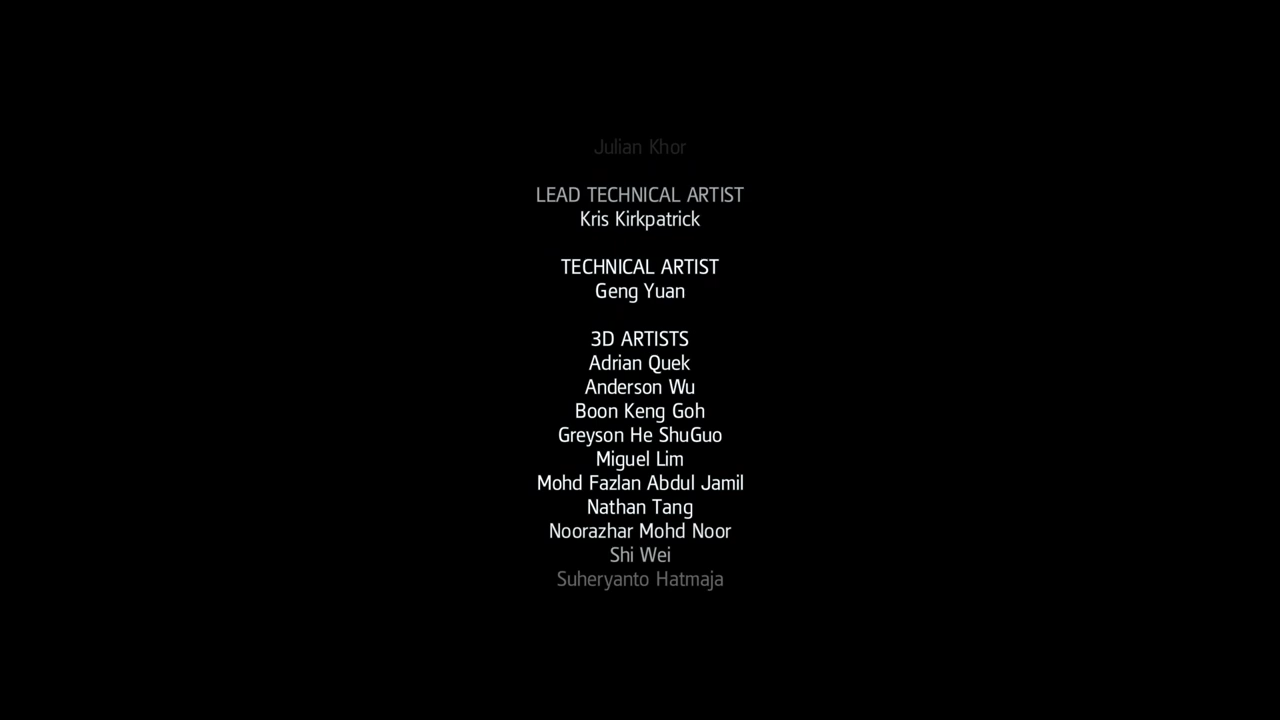 Julian Khor
LEAD TECHNICAL ARTIST
Kris Kirkpatrick
TECHNICAL ARTIST
Geng Yuan
3D ARTISTS
Adrian Quek
Anderson Wu
Boon Keng Goh
Greyson He ShuGuo
Miguel Lim
Mohd Fazlan Abdul Jamil
Nathan Tang
Noorazhar Mohd Noor
Shi Wei
Suheryanto Hatmaja